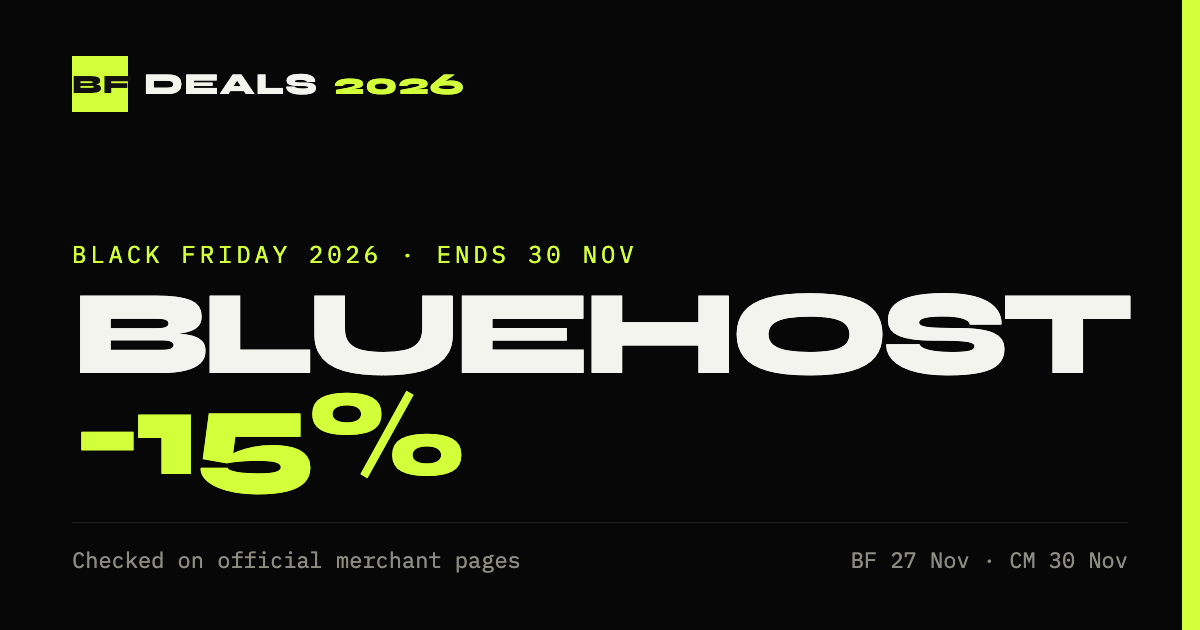 BF DEALS 2026
BLACK FRIDAY 2026 · ENDS 30 NOV
BLUEHOST
-15%
Checked on official merchant pages
BF 27 Nov · CM 30 Nov